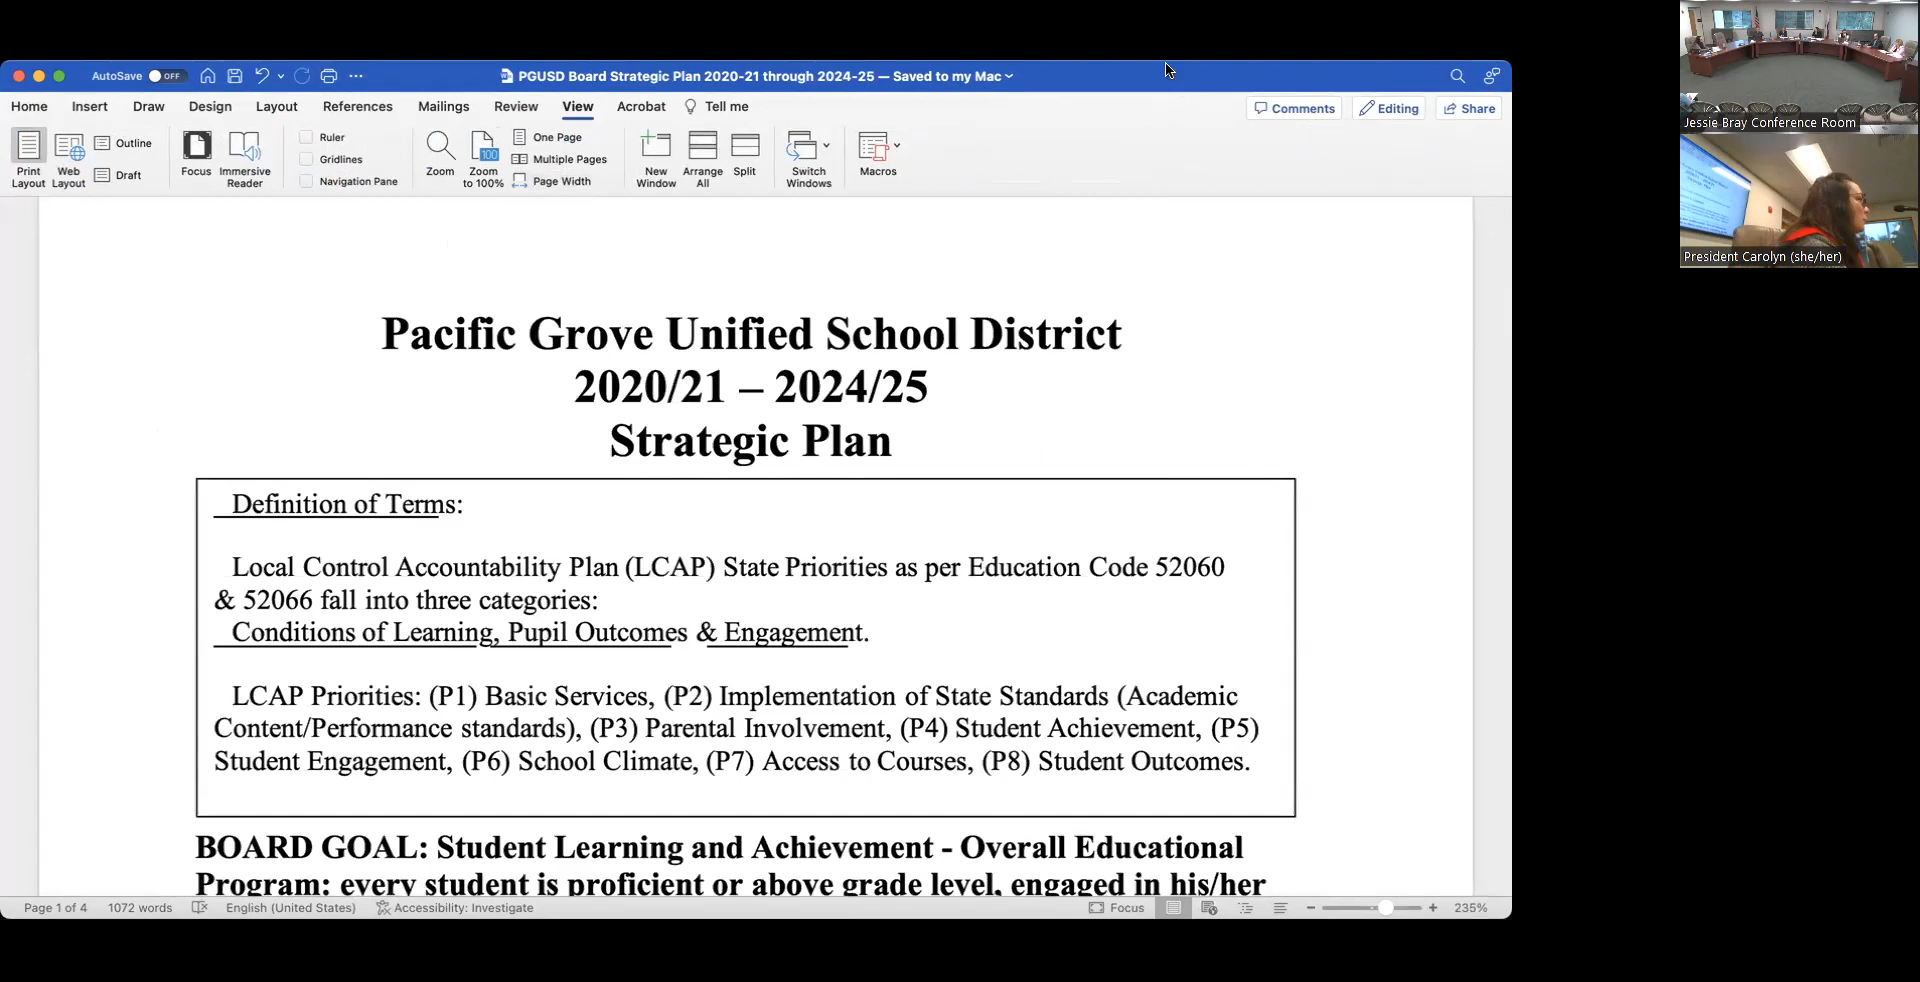 AutoSave OFF
PGUSD Board Strategic Plan 2020-21 through 2024-25 — Saved to my Mac
Home Insert Draw Design Layout References Mailings Review View Acrobat Tell me
Comments Editing Share
Print Layout
Web Layout
Outline
Draft
Focus
Immersive Reader
Ruler
Gridlines
Navigation Pane
Zoom
100
Zoom to 100%
One Page
Multiple Pages
Page Width
New Window
Arrange All
Split
Switch Windows
Macros
Pacific Grove Unified School District
2020/21 – 2024/25
Strategic Plan
Definition of Terms:
Local Control Accountability Plan (LCAP) State Priorities as per Education Code 52060
& 52066 fall into three categories:
Conditions of Learning, Pupil Outcomes & Engagement.
LCAP Priorities: (P1) Basic Services, (P2) Implementation of State Standards (Academic
Content/Performance standards), (P3) Parental Involvement, (P4) Student Achievement, (P5)
Student Engagement, (P6) School Climate, (P7) Access to Courses, (P8) Student Outcomes.
BOARD GOAL: Student Learning and Achievement - Overall Educational
Program: every student is proficient or above grade level, engaged in his/her
Page 1 of 4 1072 words English (United States) Accessibility: Investigate Focus 235%
Jessie Bray Conference Room
President Carolyn (she/her)